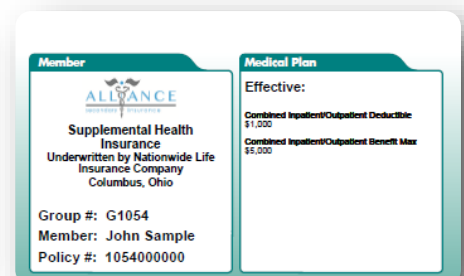 Member
ALLIANCE
Supplemental Health
Insurance
Underwritten by Nationwide Life
Insurance Company
Columbus, Ohio
Group #: G1054
Member: John Sample
Policy #: 1054000000
Medical Plan
Effective:
Combined Inpatient/Outpatient Deductible
$1,000
Combined Inpatient/Outpatient Benefit Max
$5,000